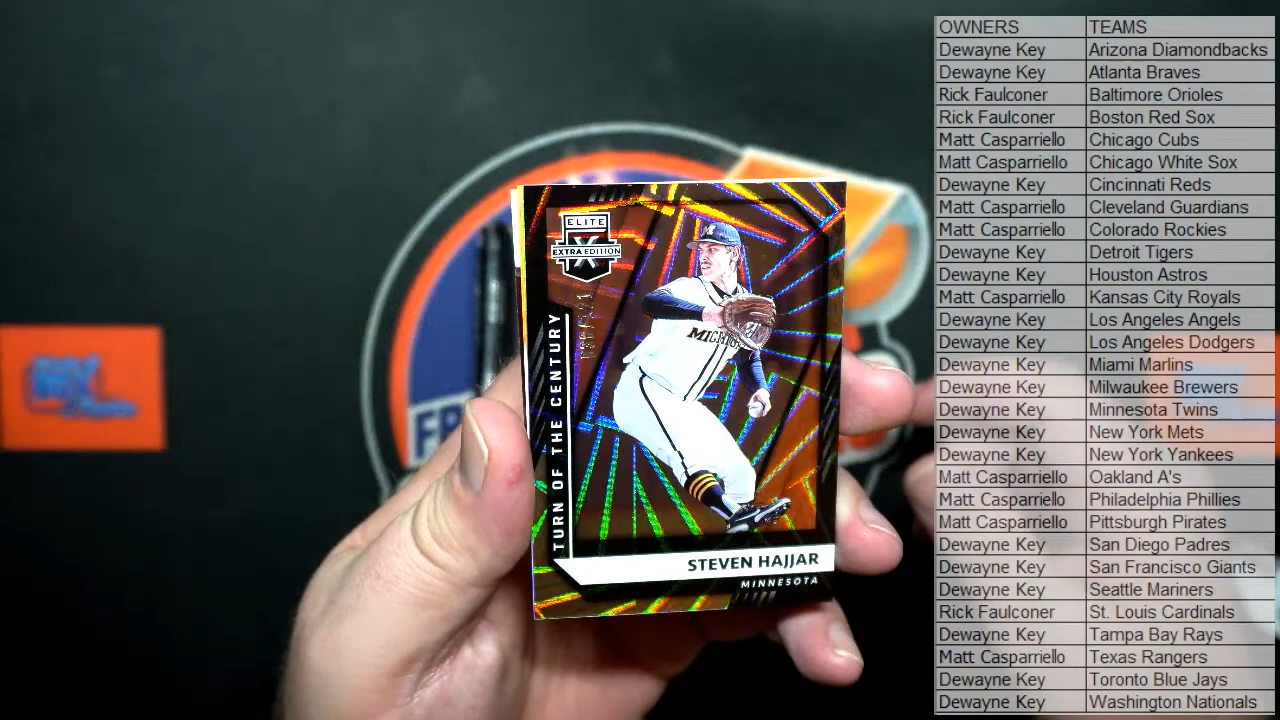 ELITE
X
EXTRA EDITION
TURN OF THE CENTURY
MICHIG
STEVEN HAJJAR
MINNESOTA
FR
OWNERS TEAMS
Dewayne Key Arizona Diamondbacks
Dewayne Key Atlanta Braves
Rick Faulconer Baltimore Orioles
Rick Faulconer Boston Red Sox
Matt Casparriello Chicago Cubs
Matt Casparriello Chicago White Sox
Dewayne Key Cincinnati Reds
Matt Casparriello Cleveland Guardians
Matt Casparriello Colorado Rockies
Dewayne Key Detroit Tigers
Dewayne Key Houston Astros
Matt Casparriello Kansas City Royals
Dewayne Key Los Angeles Angels
Dewayne Key Los Angeles Dodgers
Dewayne Key Miami Marlins
Dewayne Key Milwaukee Brewers
Dewayne Key Minnesota Twins
Dewayne Key New York Mets
Dewayne Key New York Yankees
Matt Casparriello Oakland A's
Matt Casparriello Philadelphia Phillies
Matt Casparriello Pittsburgh Pirates
Dewayne Key San Diego Padres
Dewayne Key San Francisco Giants
Dewayne Key Seattle Mariners
Rick Faulconer St. Louis Cardinals
Dewayne Key Tampa Bay Rays
Matt Casparriello Texas Rangers
Dewayne Key Toronto Blue Jays
Dewayne Key Washington Nationals